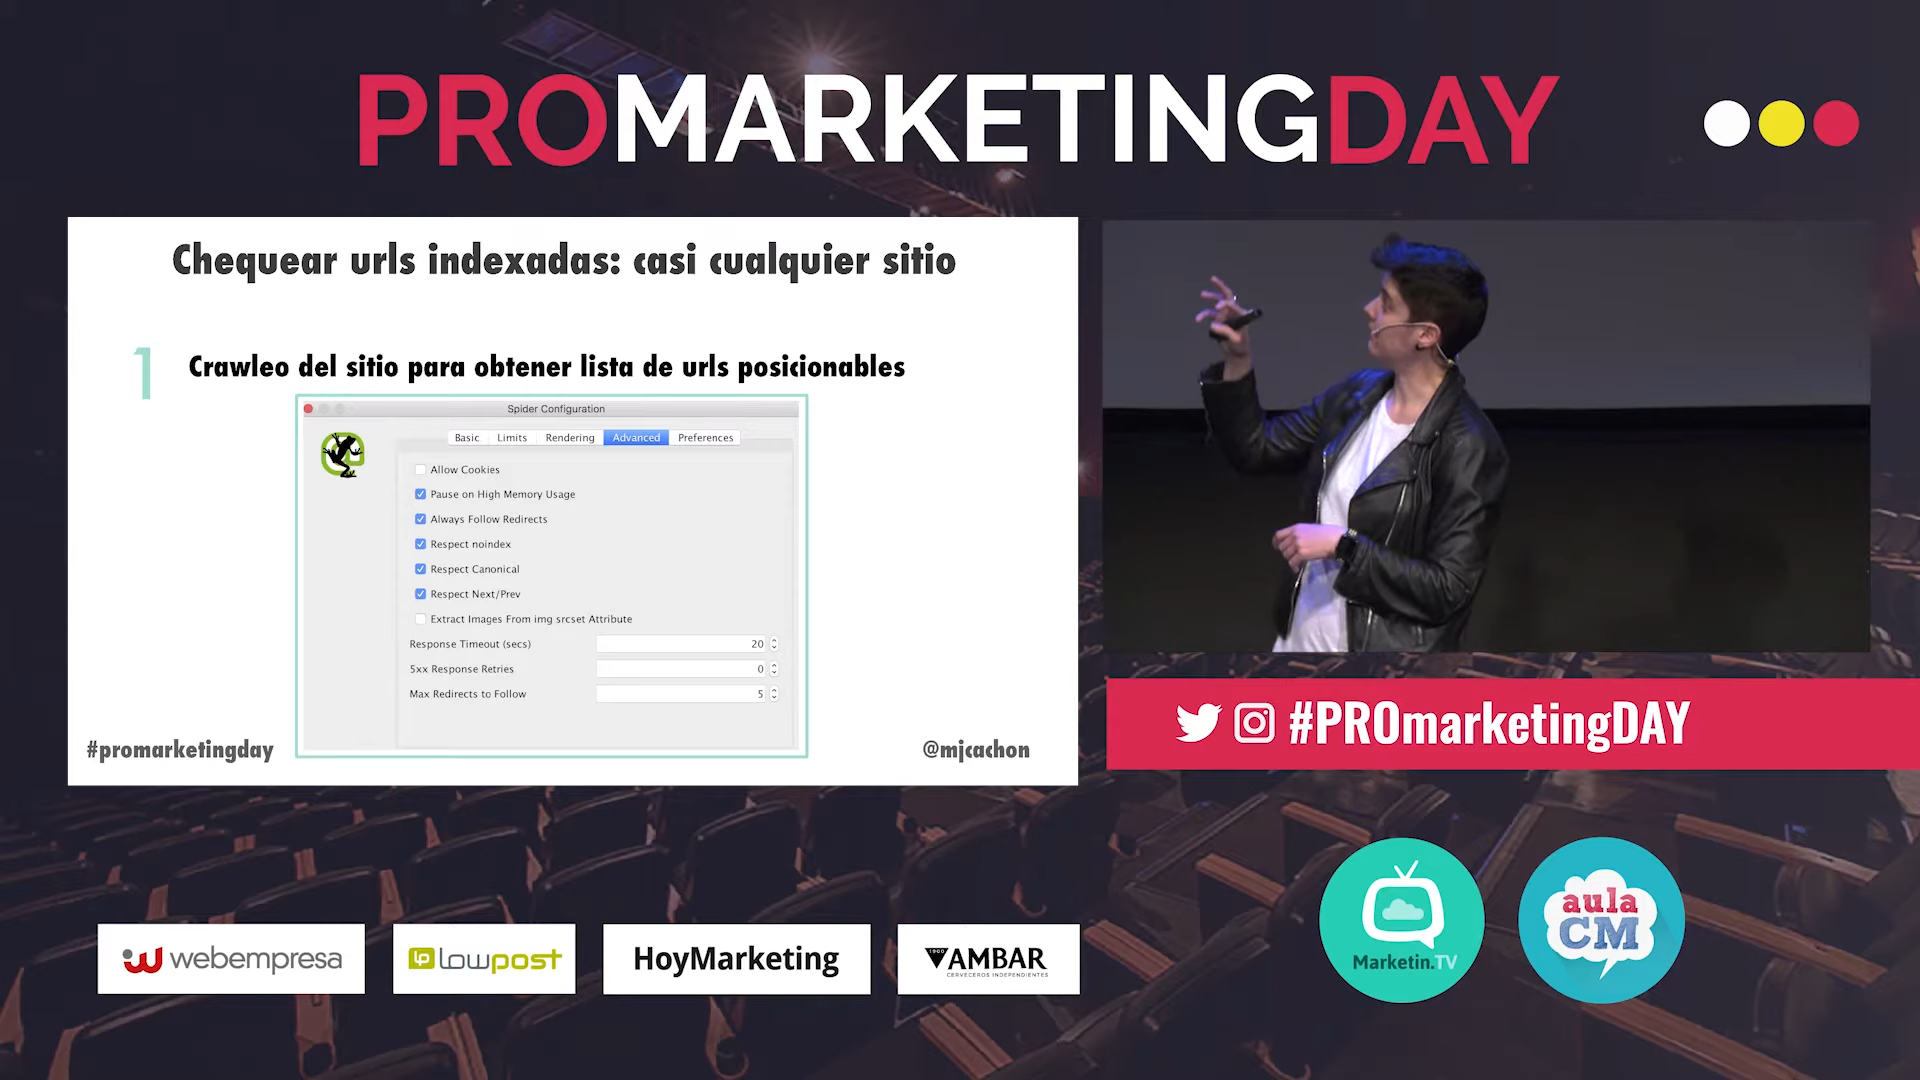 PROMARKETINGDAY
Chequear urls indexadas: casi cualquier sitio
1 Crawleo del sitio para obtener lista de urls posicionables
Spider Configuration
Basic Limits Rendering Advanced Preferences
Allow Cookies
Pause on High Memory Usage
Always Follow Redirects
Respect noindex
Respect Canonical
Respect Next/Prev
Extract Images From img srcset Attribute
Response Timeout (secs) 20
5xx Response Retries 0
Max Redirects to Follow 5
#promarketingday
@mjcachon
#PROmarketingDAY
webempresa
lp lowpost
HoyMarketing
AMBAR
CERVECEROS INDEPENDIENTES
Marketin.TV
aula
CM